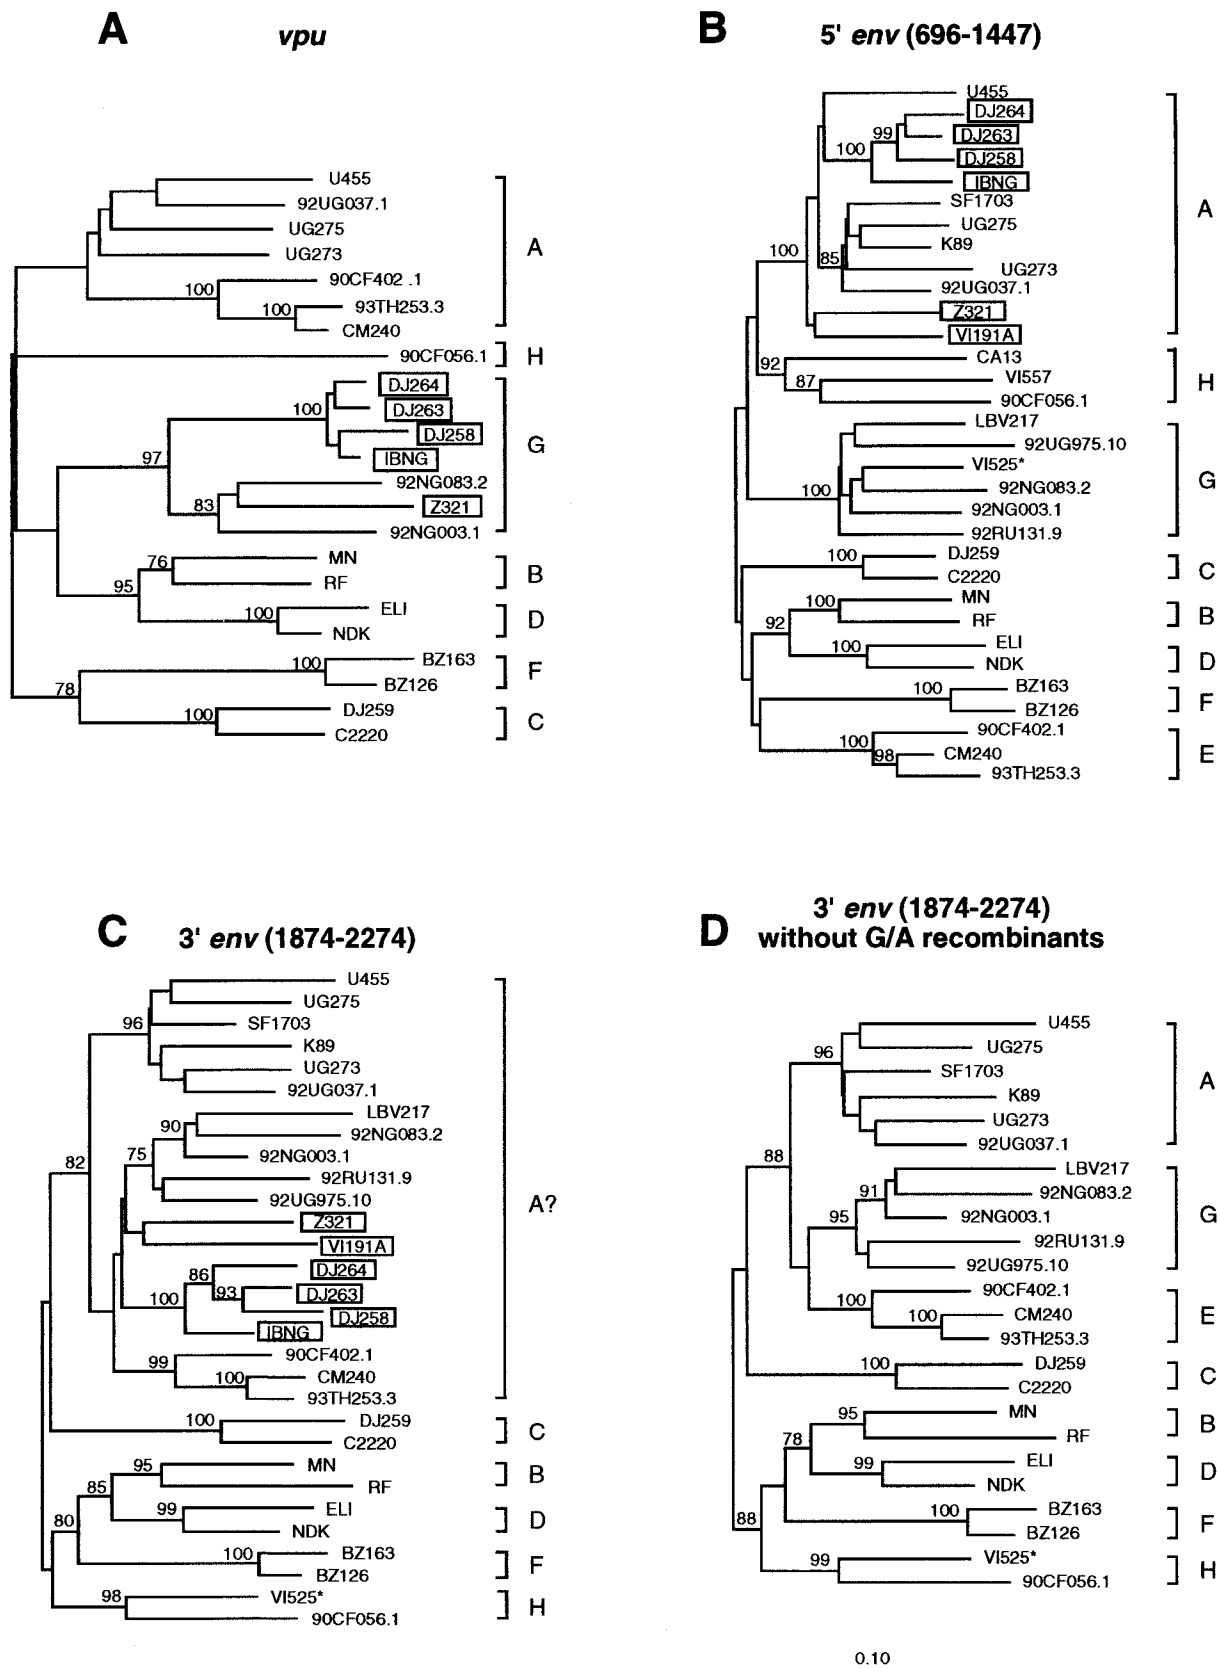 A
vpu
U455
92UG037.1
UG275
UG273
90CF402 .1
100
93TH253.3
100
CM240
A
90CF056.1
H
DJ264
100
DJ263
DJ258
IBNG
G
97
92NG083.2
83
Z321
92NG003.1
76
MN
RF
B
95
100
ELI
NDK
D
100
BZ163
BZ126
F
78
100
DJ259
C2220
C
B
5' env (696-1447)
U455
DJ264
99
DJ263
100
DJ258
IBNG
SF1703
A
UG275
K89
100
85
UG273
92UG037.1
Z321
VI191A
92
CA13
87
VI557
H
90CF056.1
LBV217
92UG975.10
VI525*
G
100
92NG083.2
92NG003.1
92RU131.9
100
DJ259
C2220
C
100
MN
RF
B
92
100
ELI
NDK
D
100
BZ163
BZ126
F
100
90CF402.1
98
CM240
E
93TH253.3
C
3' env (1874-2274)
U455
UG275
96
SF1703
K89
UG273
92UG037.1
90
LBV217
92NG083.2
92NG003.1
82
75
92RU131.9
92UG975.10
A?
Z321
VI191A
86
DJ264
93
DJ263
100
DJ258
IBNG
99
90CF402.1
100
CM240
93TH253.3
100
DJ259
C2220
C
95
MN
RF
B
85
99
ELI
NDK
D
80
100
BZ163
BZ126
F
98
VI525*
90CF056.1
H
D
3' env (1874-2274)
without G/A recombinants
U455
96
UG275
SF1703
A
K89
UG273
92UG037.1
88
LBV217
91
92NG083.2
95
92NG003.1
G
92RU131.9
92UG975.10
90CF402.1
100
100
CM240
E
93TH253.3
100
DJ259
C2220
C
95
MN
RF
B
78
99
ELI
NDK
D
100
BZ163
BZ126
F
88
99
VI525*
90CF056.1
H
0.10